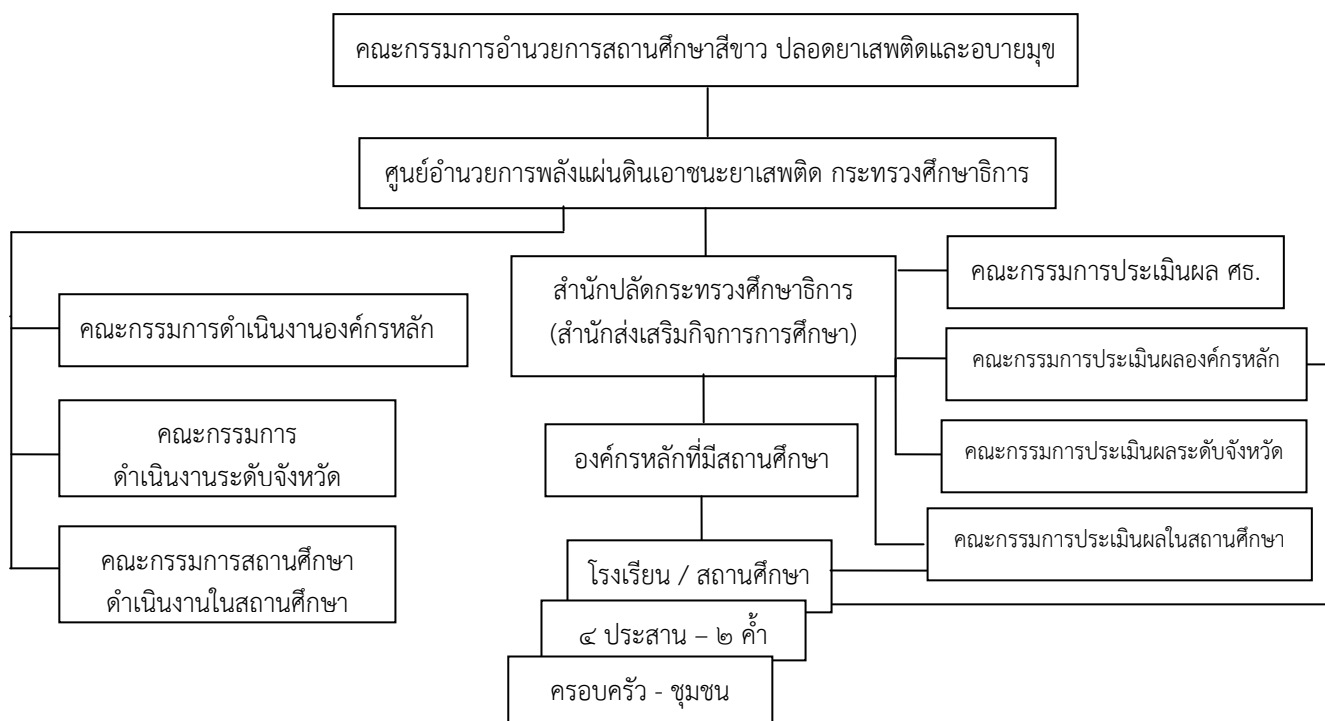 คณะกรรมการอำนวยการสถานศึกษาสีขาว ปลอดยาเสพติดและอบายมุข
ศูนย์อำนวยการพลังแผ่นดินเอาชนะยาเสพติด กระทรวงศึกษาธิการ
คณะกรรมการดำเนินงานองค์กรหลัก
คณะกรรมการ
ดำเนินงานระดับจังหวัด
คณะกรรมการสถานศึกษา
ดำเนินงานในสถานศึกษา
สำนักปลัดกระทรวงศึกษาธิการ
(สำนักส่งเสริมกิจการการศึกษา)
องค์กรหลักที่มีสถานศึกษา
โรงเรียน / สถานศึกษา
๔ ประสาน – ๒ ค้ำ
ครอบครัว - ชุมชน
คณะกรรมการประเมินผล ศธ.
คณะกรรมการประเมินผลองค์กรหลัก
คณะกรรมการประเมินผลระดับจังหวัด
คณะกรรมการประเมินผลในสถานศึกษา